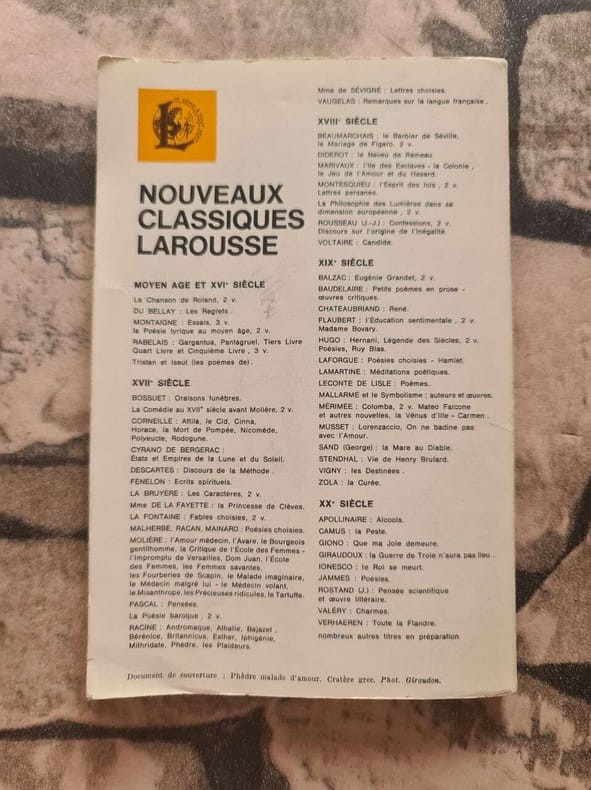 NOUVEAUX
CLASSIQUES
LAROUSSE
MOYEN AGE ET XVIe SIÈCLE
La Chanson de Roland, 2 v.
DU BELLAY : Les Regrets.
MONTAIGNE : Essais, 3 v.
la Poésie lyrique au moyen âge, 2 v.
RABELAIS : Gargantua, Pantagruel, Tiers Livre
Quart Livre et Cinquième Livre, 3 v.
Tristan et Iseut (les poèmes de).
XVIIe SIÈCLE
BOSSUET : Oraisons funèbres.
La Comédie au XVIIe siècle avant Molière, 2 v.
CORNEILLE : Attila, le Cid, Cinna,
Horace, la Mort de Pompée, Nicomède,
Polyeucte, Rodogune.
CYRANO DE BERGERAC :
États et Empires de la Lune et du Soleil.
DESCARTES : Discours de la Méthode.
FÉNELON : Ecrits spirituels.
LA BRUYÈRE : Les Caractères, 2 v.
Mme DE LA FAYETTE : la Princesse de Clèves.
LA FONTAINE : Fables choisies, 2 v.
MALHERBE, RACAN, MAINARD : Poésies choisies.
MOLIÈRE : l'Amour médecin, l'Avare, le Bourgeois
gentilhomme, la Critique de l'École des Femmes -
l'Impromptu de Versailles, Dom Juan, l'École
des Femmes, les Femmes savantes,
les Fourberies de Scapin, le Malade imaginaire,
le Médecin malgré lui - le Médecin volant,
le Misanthrope, les Précieuses ridicules, le Tartuffe.
PASCAL : Pensées.
La Poésie baroque, 2 v.
RACINE : Andromaque, Athalie, Bajazet,
Bérénice, Britannicus, Esther, Iphigénie,
Mithridate, Phèdre, les Plaideurs.
Mme de SÉVIGNÉ : Lettres choisies.
VAUGELAS : Remarques sur la langue française.
XVIIIe SIÈCLE
BEAUMARCHAIS : le Barbier de Séville,
le Mariage de Figaro, 2 v.
DIDEROT : le Neveu de Rameau.
MARIVAUX : l'Ile des Esclaves - la Colonie,
le Jeu de l'Amour et du Hasard.
MONTESQUIEU : l'Esprit des lois, 2 v.
Lettres persanes.
La Philosophie des Lumières dans sa
dimension européenne, 2 v.
ROUSSEAU (J.-J.) : Confessions, 2 v.
Discours sur l'origine de l'inégalité.
VOLTAIRE : Candide.
XIXe SIÈCLE
BALZAC : Eugénie Grandet, 2 v.
BAUDELAIRE : Petits poèmes en prose -
œuvres critiques.
CHATEAUBRIAND : René.
FLAUBERT : l'Éducation sentimentale, 2 v.
Madame Bovary.
HUGO : Hernani, Légende des Siècles, 2 v.
Poésies, Ruy Blas.
LAFORGUE : Poésies choisies - Hamlet.
LAMARTINE : Méditations poétiques.
LECONTE DE LISLE : Poèmes.
MALLARMÉ et le Symbolisme : auteurs et œuvres.
MÉRIMÉE : Colomba, 2 v. Mateo Falcone
et autres nouvelles, la Vénus d'Ille - Carmen.
MUSSET : Lorenzaccio, On ne badine pas
avec l'Amour.
SAND (George) : la Mare au Diable.
STENDHAL : Vie de Henry Brulard.
VIGNY : les Destinées.
ZOLA : la Curée.
XXe SIÈCLE
APOLLINAIRE : Alcools.
CAMUS : la Peste.
GIONO : Que ma Joie demeure.
GIRAUDOUX : la Guerre de Troie n'aura pas lieu.
IONESCO : le Roi se meurt.
JAMMES : Poésies.
ROSTAND (J.) : Pensée scientifique
et œuvre littéraire.
VALÉRY : Charmes.
VERHAEREN : Toute la Flandre.
nombreux autres titres en préparation
Document de couverture : Phèdre malade d'amour. Cratère grec. Phot. Giraudon.